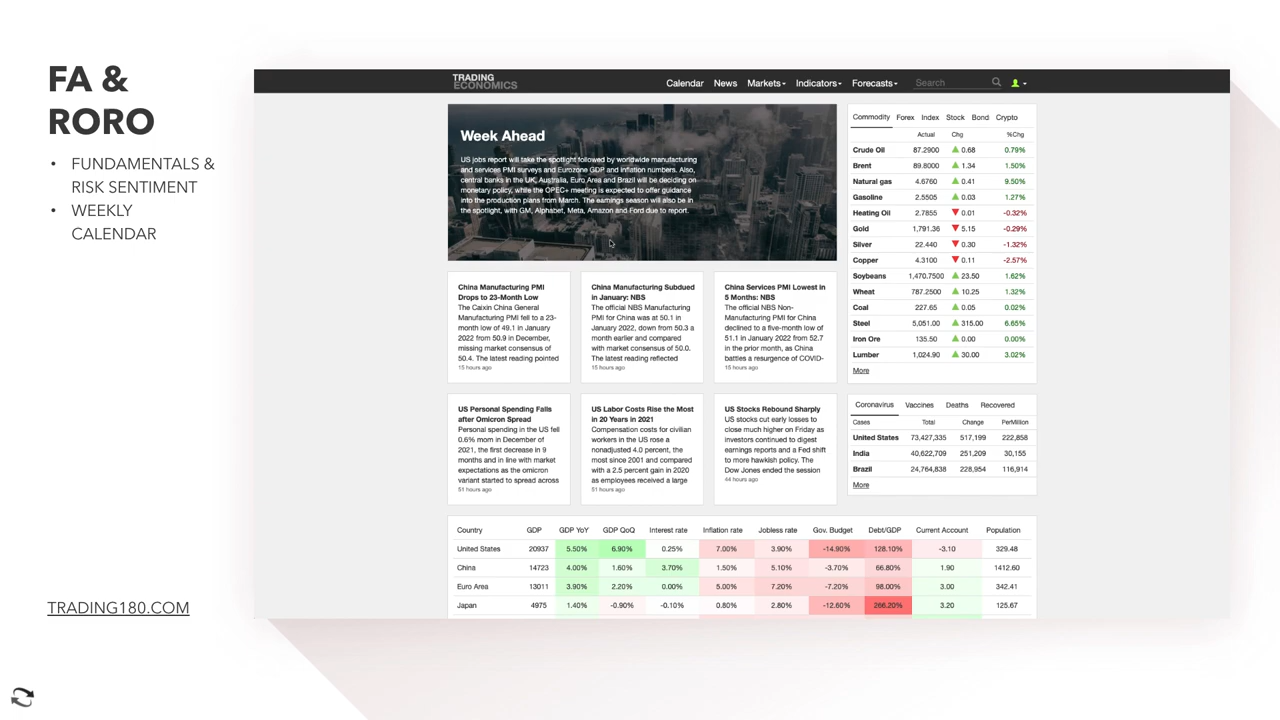 FA &
RORO
• FUNDAMENTALS &
RISK SENTIMENT
• WEEKLY
CALENDAR
TRADING180.COM
TRADING
ECONOMICS
Calendar News Markets Indicators Forecasts Search
Week Ahead
US jobs report will take the spotlight followed by worldwide manufacturing
and services PMI surveys and Eurozone GDP and inflation numbers. Also,
central banks in the UK, Australia, Euro Area and Brazil will be deciding on
monetary policy, while the OPEC+ meeting is expected to offer guidance
into the production plans from March. The earnings season will also be in
the spotlight, with GM, Alphabet, Meta, Amazon and Ford due to report.
China Manufacturing PMI
Drops to 23-Month Low
The Caixin China General
Manufacturing PMI fell to a 23-
month low of 49.1 in January
2022 from 50.9 in December,
missing market consensus of
50.4. The latest reading pointed
15 hours ago
China Manufacturing Subdued
in January: NBS
The official NBS Manufacturing
PMI for China was at 50.1 in
January 2022, down from 50.3 a
month earlier and compared
with market consensus of 50.0.
The latest reading reflected
15 hours ago
China Services PMI Lowest in
5 Months: NBS
The official NBS Non-
Manufacturing PMI for China
declined to a five-month low of
51.1 in January 2022 from 52.7
in the prior month, as China
battles a resurgence of COVID-
15 hours ago
US Personal Spending Falls
after Omicron Spread
Personal spending in the US fell
0.6% mom in December of
2021, the first decrease in 9
months and in line with market
expectations as the omicron
variant started to spread across
51 hours ago
US Labor Costs Rise the Most
in 20 Years in 2021
Compensation costs for civilian
workers in the US rose a
nonadjusted 4.0 percent, the
most since 2001 and compared
with a 2.5 percent gain in 2020
as employees received a large
51 hours ago
US Stocks Rebound Sharply
US stocks cut early losses to
close much higher on Friday as
investors continued to digest
earnings reports and a Fed shift
to more hawkish policy. The
Dow Jones ended the session
44 hours ago
Commodity Forex Index Stock Bond Crypto
Actual Chg %Chg
Crude Oil 87.2900 0.68 0.79%
Brent 89.8000 1.34 1.50%
Natural gas 4.6760 0.41 9.50%
Gasoline 2.5505 0.03 1.27%
Heating Oil 2.7855 0.01 -0.32%
Gold 1,791.36 5.15 -0.29%
Silver 22.440 0.30 -1.32%
Copper 4.3100 0.11 -2.57%
Soybeans 1,470.7500 23.50 1.62%
Wheat 787.2500 10.25 1.32%
Coal 227.65 0.05 0.02%
Steel 5,051.00 315.00 6.65%
Iron Ore 135.50 0.00 0.00%
Lumber 1,024.90 30.00 3.02%
More
Coronavirus Vaccines Deaths Recovered
Cases Total Change PerMillion
United States 73,427,335 517,199 222,858
India 40,622,709 251,209 30,155
Brazil 24,764,838 228,954 116,914
More
Country GDP GDP YoY GDP QoQ Interest rate Inflation rate Jobless rate Gov. Budget Debt/GDP Current Account Population
United States 20937 5.50% 6.90% 0.25% 7.00% 3.90% -14.90% 128.10% -3.10 329.48
China 14723 4.00% 1.60% 3.70% 1.50% 5.10% -3.70% 66.80% 1.90 1412.60
Euro Area 13011 3.90% 2.20% 0.00% 5.00% 7.20% -7.20% 98.00% 3.00 342.41
Japan 4975 1.40% -0.90% -0.10% 0.80% 2.80% -12.60% 266.20% 3.20 125.67